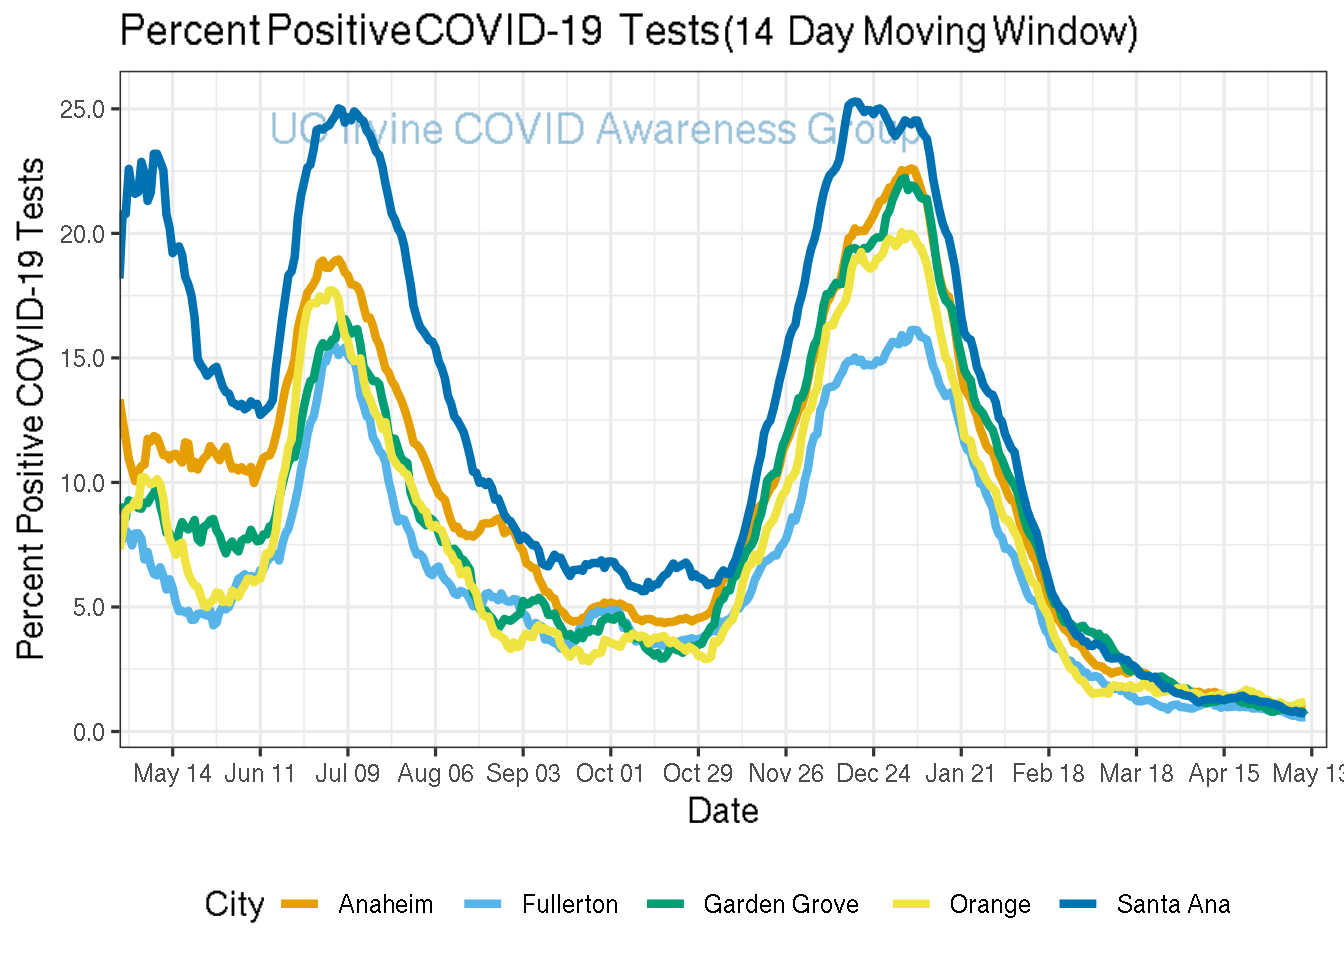 Percent Positive COVID-19 Tests(14 Day Moving Window)
UC Irvine COVID Awareness Group
Percent Positive COVID-19 Tests
25.0
20.0
15.0
10.0
5.0
0.0
May 14 Jun 11 Jul 09 Aug 06 Sep 03 Oct 01 Oct 29 Nov 26 Dec 24 Jan 21 Feb 18 Mar 18 Apr 15 May 13
Date
City Anaheim Fullerton Garden Grove Orange Santa Ana